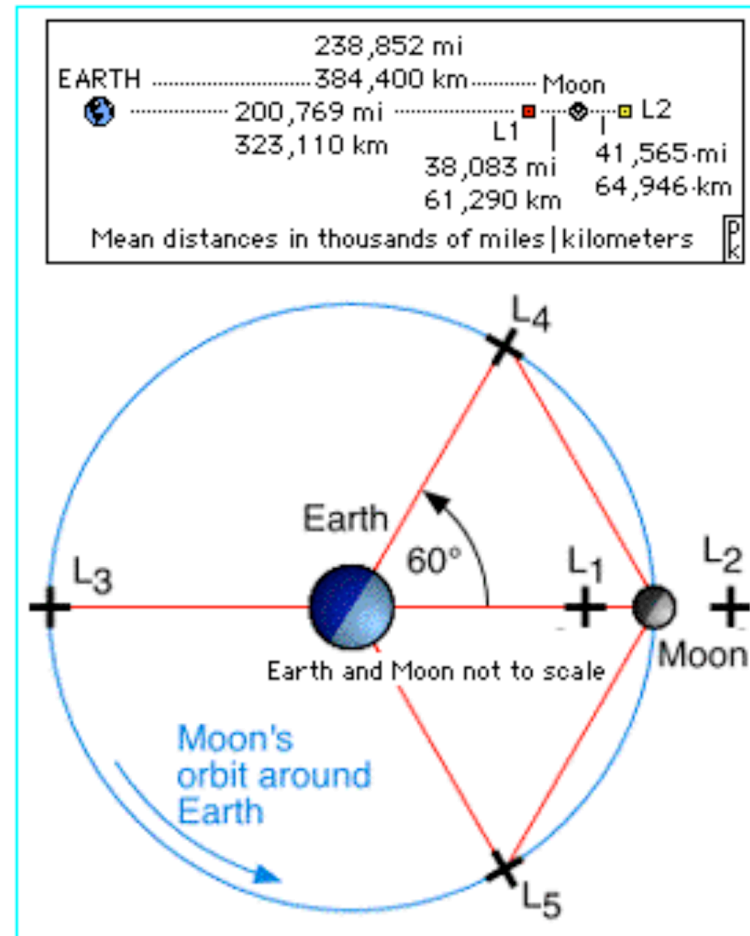 238,852 mi
EARTH 384,400 km Moon
200,769 mi L1 L2
323,110 km
38,083 mi 41,565 mi
61,290 km 64,946 km
Mean distances in thousands of miles|kilometers
pk
L4
Earth
60°
L3 L1 L2
Moon
Earth and Moon not to scale
Moon's
orbit around
Earth
L5